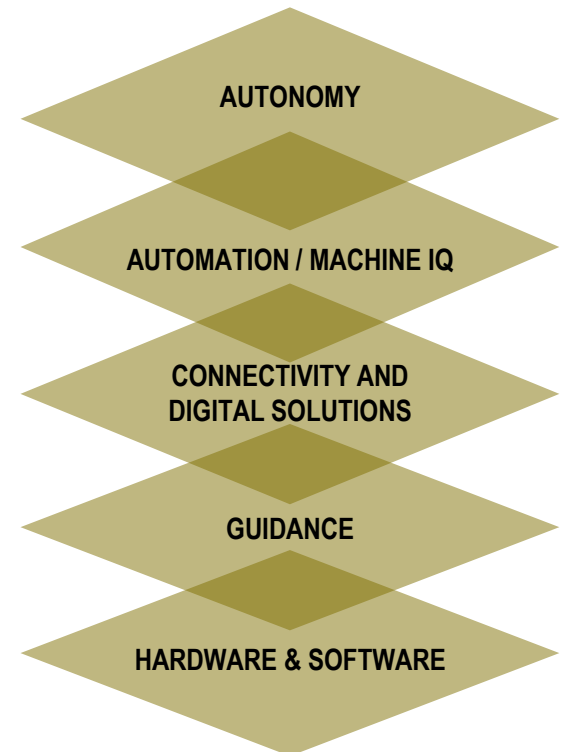 AUTONOMY
AUTOMATION / MACHINE IQ
CONNECTIVITY AND
DIGITAL SOLUTIONS
GUIDANCE
HARDWARE & SOFTWARE